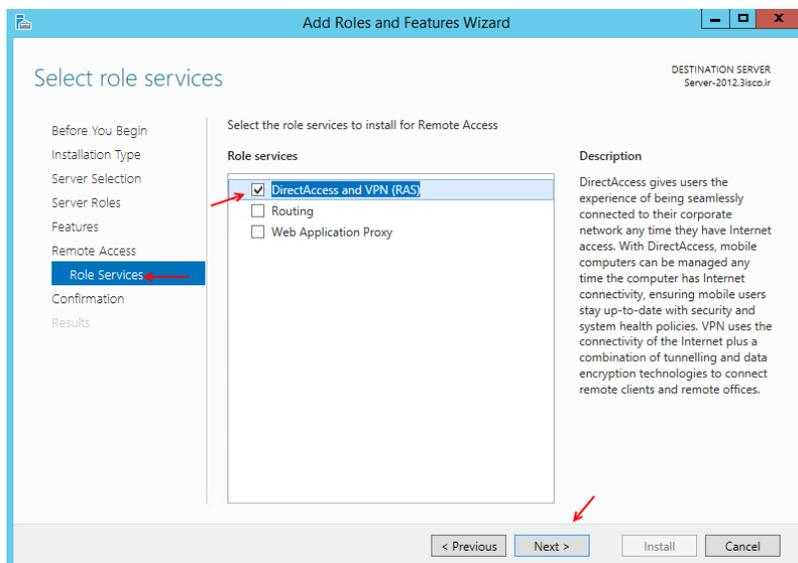 Add Roles and Features Wizard
Select role services
DESTINATION SERVER
Server-2012.3isco.ir
Before You Begin
Installation Type
Server Selection
Server Roles
Features
Remote Access
Role Services
Confirmation
Results
Select the role services to install for Remote Access
Role services
DirectAccess and VPN (RAS)
Routing
Web Application Proxy
Description
DirectAccess gives users the
experience of being seamlessly
connected to their corporate
network any time they have Internet
access. With DirectAccess, mobile
computers can be managed any
time the computer has Internet
connectivity, ensuring mobile users
stay up-to-date with security and
system health policies. VPN uses the
connectivity of the Internet plus a
combination of tunnelling and data
encryption technologies to connect
remote clients and remote offices.
< Previous
Next >
Install
Cancel